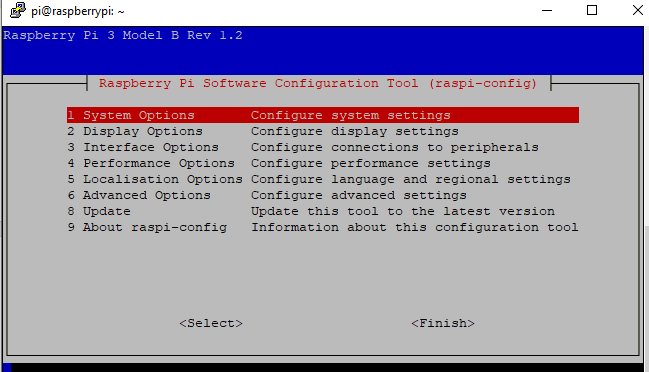 pi@raspberrypi: ~
Raspberry Pi 3 Model B Rev 1.2
Raspberry Pi Software Configuration Tool (raspi-config)
1 System Options Configure system settings
2 Display Options Configure display settings
3 Interface Options Configure connections to peripherals
4 Performance Options Configure performance settings
5 Localisation Options Configure language and regional settings
6 Advanced Options Configure advanced settings
8 Update Update this tool to the latest version
9 About raspi-config Information about this configuration tool
<Select> <Finish>